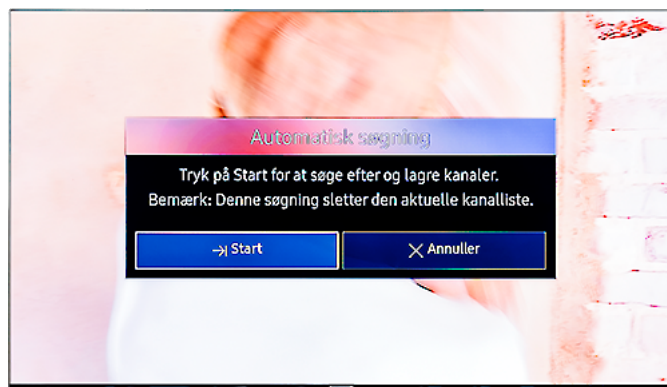 Automatisk søgning
Tryk på Start for at søge efter og lagre kanaler.
Bemærk: Denne søgning sletter den aktuelle kanalliste.
Start
Annuller